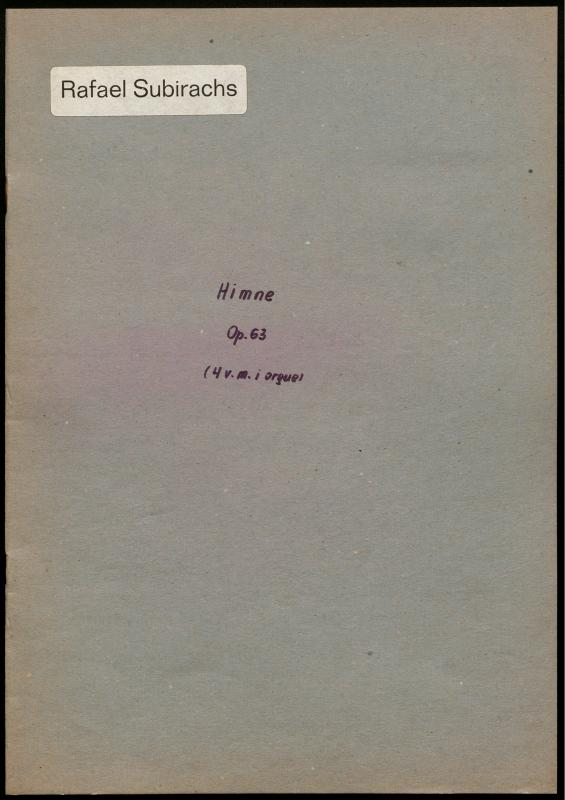 Rafael Subirachs
Himne
Op. 63
(4 v. m. i orgue)